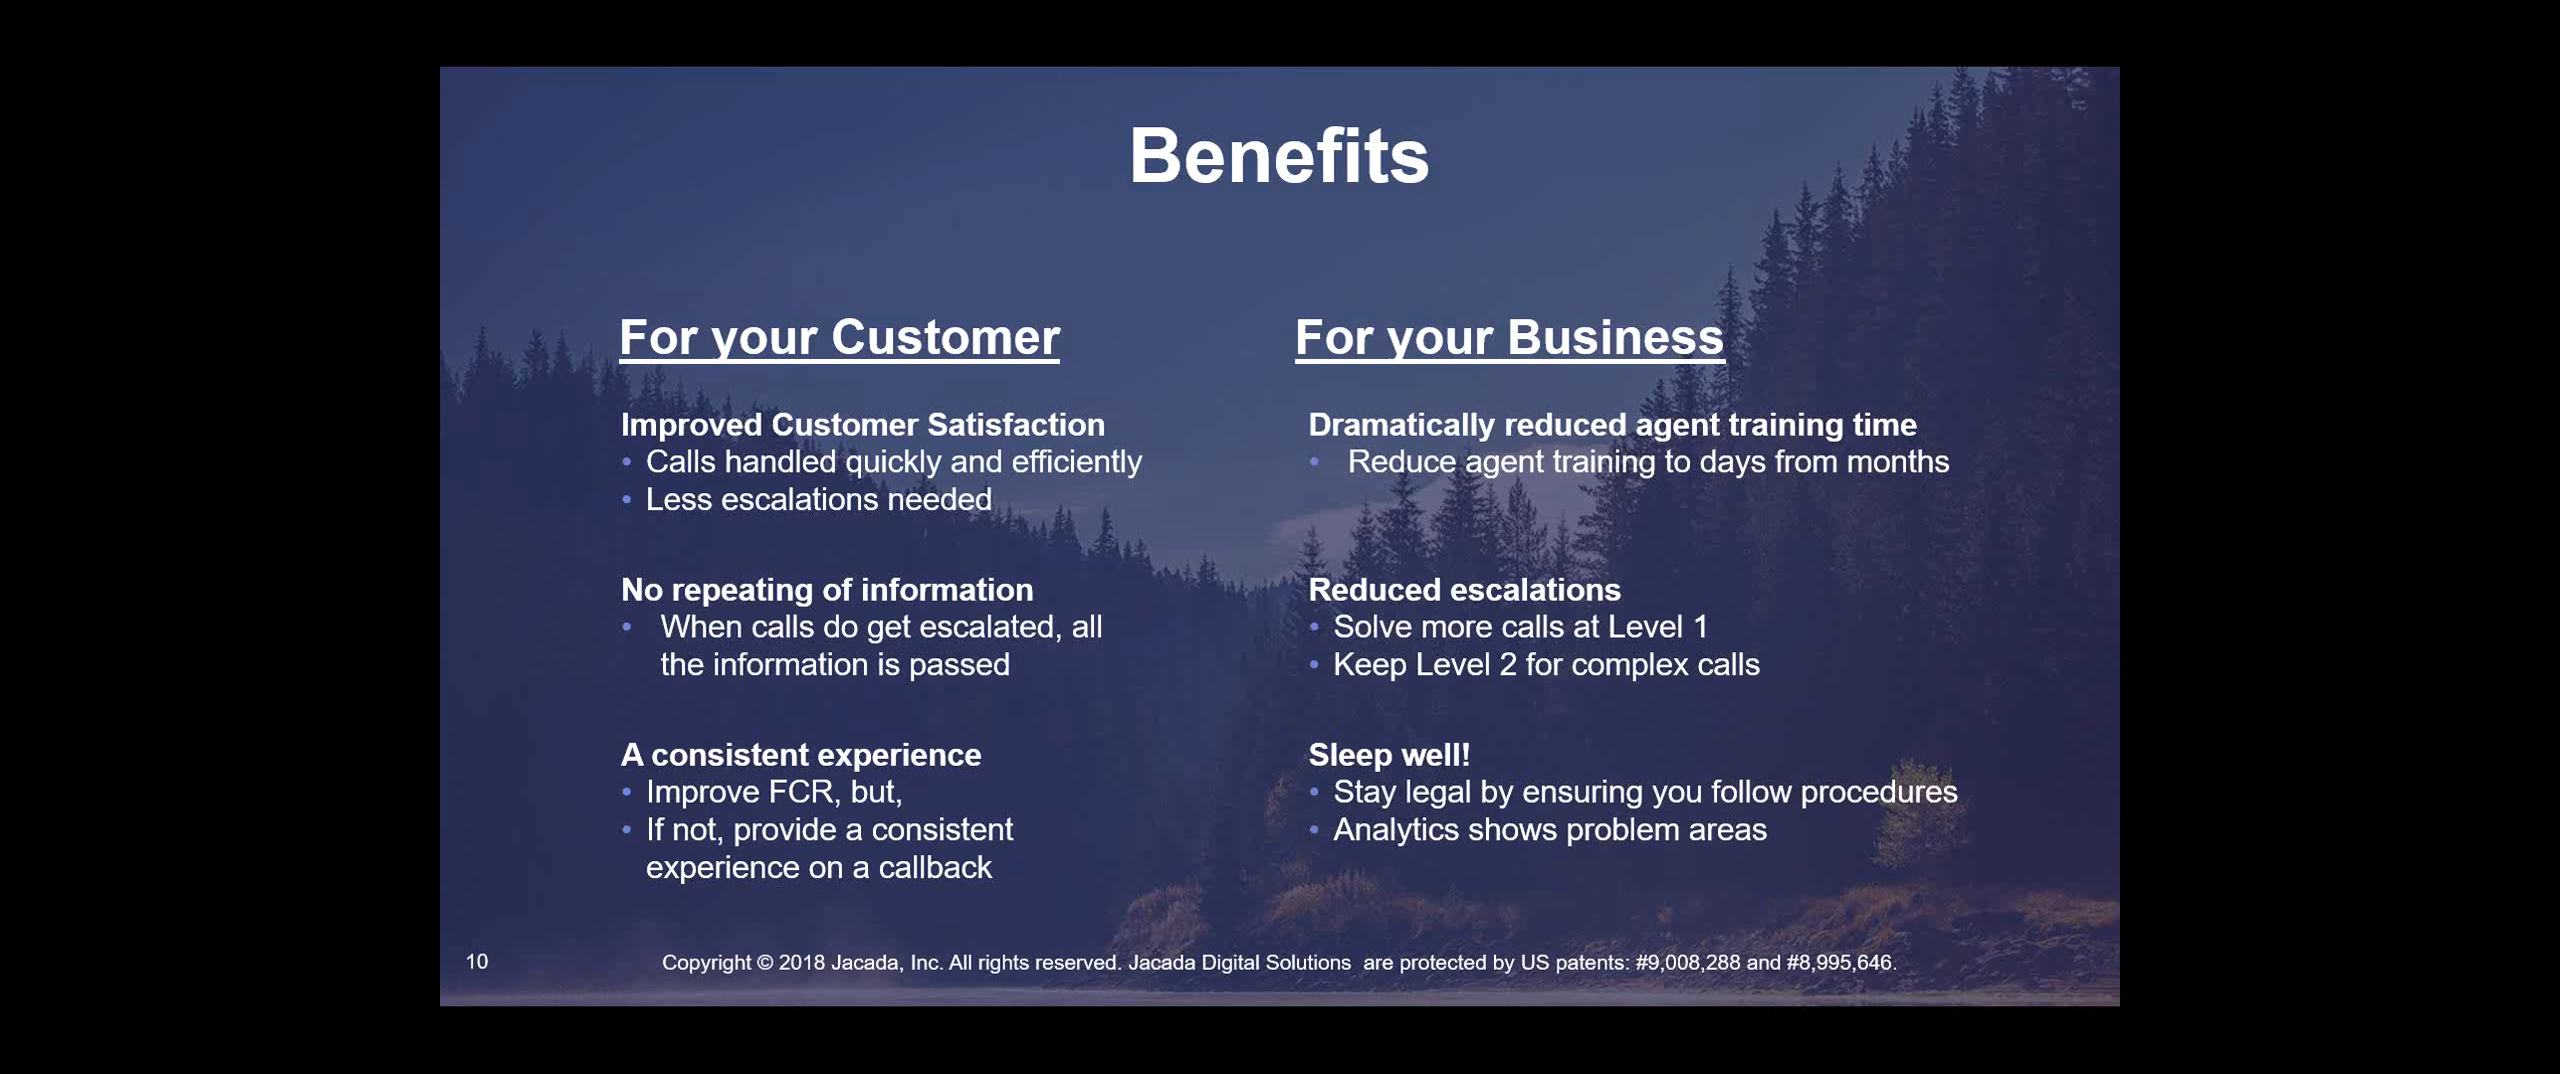 Benefits
For your Customer
Improved Customer Satisfaction
• Calls handled quickly and efficiently
• Less escalations needed
No repeating of information
• When calls do get escalated, all
the information is passed
A consistent experience
• Improve FCR, but,
• If not, provide a consistent
experience on a callback
For your Business
Dramatically reduced agent training time
• Reduce agent training to days from months
Reduced escalations
• Solve more calls at Level 1
• Keep Level 2 for complex calls
Sleep well!
• Stay legal by ensuring you follow procedures
• Analytics shows problem areas
10
Copyright © 2018 Jacada, Inc. All rights reserved. Jacada Digital Solutions are protected by US patents: #9,008,288 and #8,995,646.